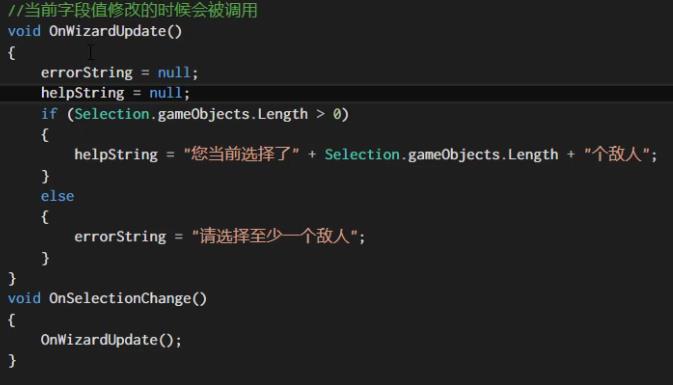 //当前字段值修改的时候会被调用
void OnWizardUpdate()
{
    errorString = null;
    helpString = null;
    if (Selection.gameObjects.Length > 0)
    {
        helpString = "您当前选择了" + Selection.gameObjects.Length + "个敌人";
    }
    else
    {
        errorString = "请选择至少一个敌人";
    }
}
void OnSelectionChange()
{
    OnWizardUpdate();
}